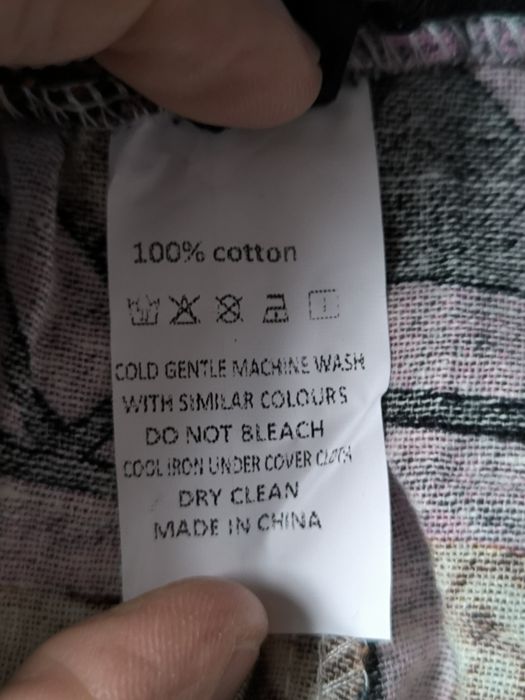 100% cotton
COLD GENTLE MACHINE WASH
WITH SIMILAR COLOURS
DO NOT BLEACH
COOL IRON UNDER COVER CLOTH
DRY CLEAN
MADE IN CHINA